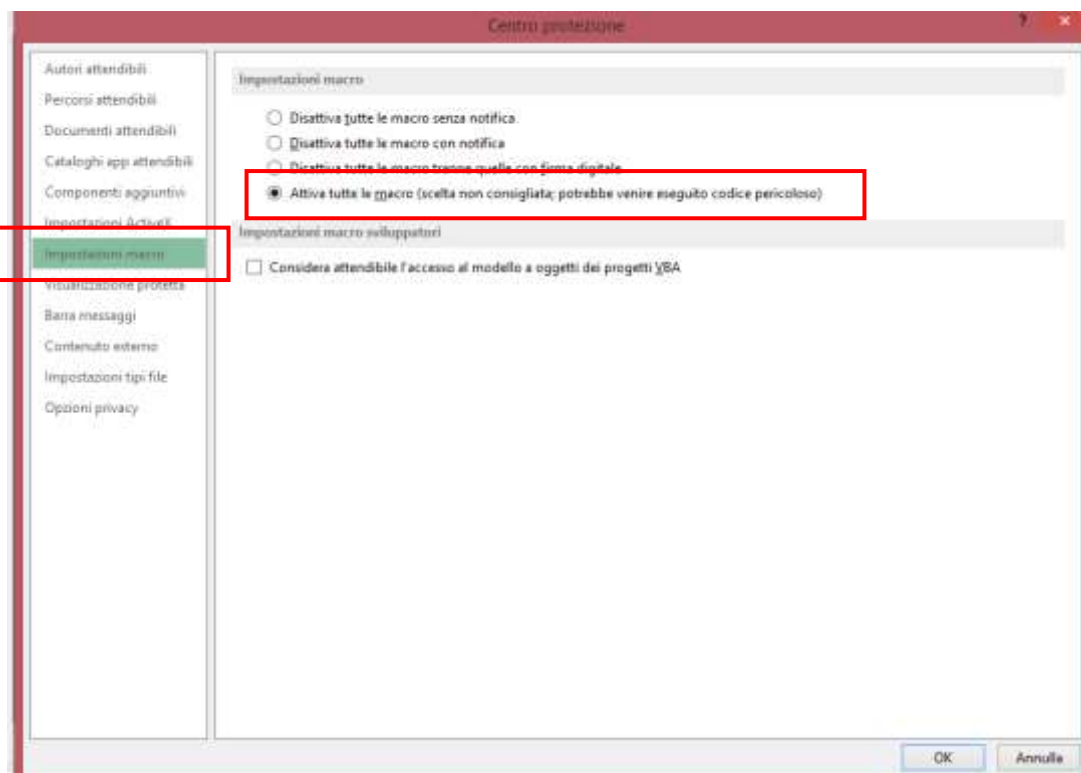 Centro protezione
?
Autori attendibili
Percorsi attendibili
Documenti attendibili
Cataloghi app attendibili
Componenti aggiuntivi
Impostazioni ActiveX
Impostazioni macro
Visualizzazione protetta
Barra messaggi
Contenuto esterno
Impostazioni tipi file
Opzioni privacy
Impostazioni macro
Disattiva tutte le macro senza notifica
Disattiva tutte le macro con notifica
Disattiva tutte le macro tranne quelle con firma digitale
Attiva tutte le macro (scelta non consigliata; potrebbe venire eseguito codice pericoloso)
Impostazioni macro sviluppatori
Considera attendibile l'accesso al modello a oggetti dei progetti VBA
OK
Annulla